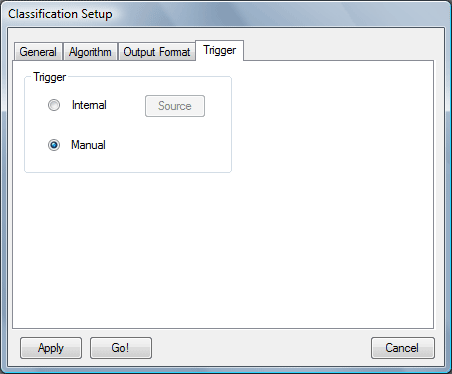 Classification Setup
General Algorithm Output Format Trigger
Trigger
Internal Source
Manual
Apply Go! Cancel